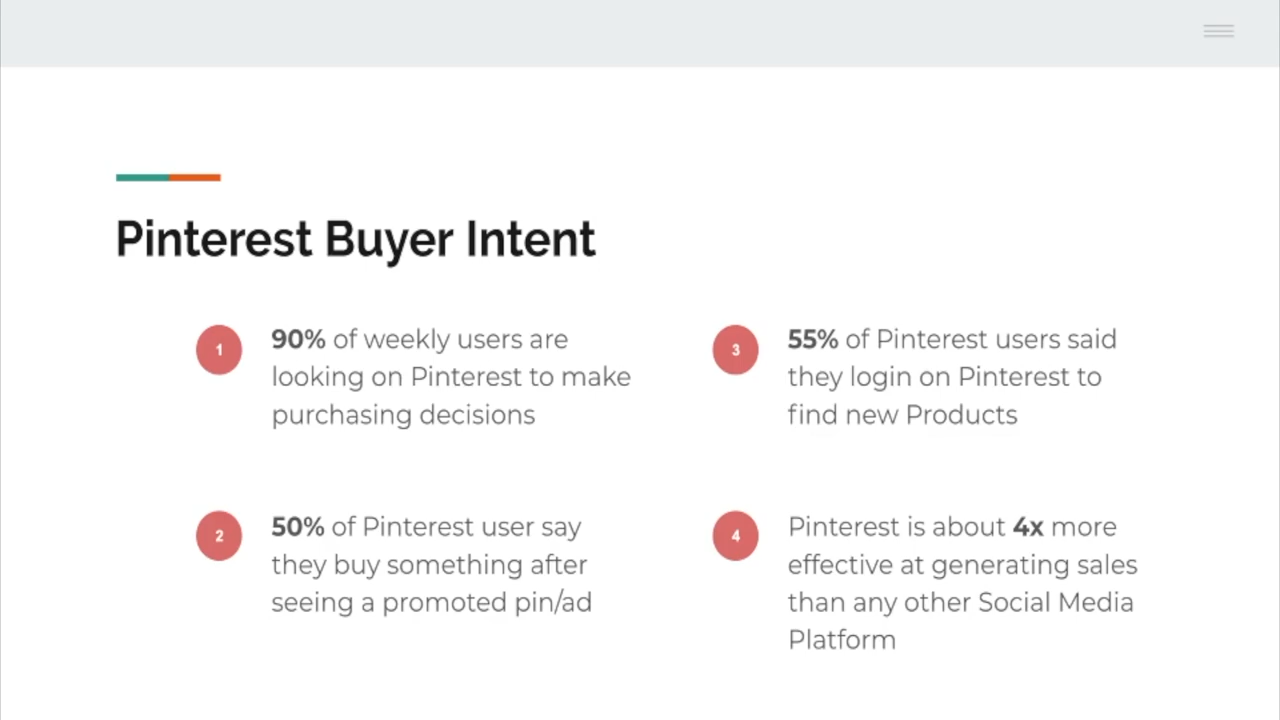 Pinterest Buyer Intent
1
90% of weekly users are
looking on Pinterest to make
purchasing decisions
2
50% of Pinterest user say
they buy something after
seeing a promoted pin/ad
3
55% of Pinterest users said
they login on Pinterest to
find new Products
4
Pinterest is about 4x more
effective at generating sales
than any other Social Media
Platform